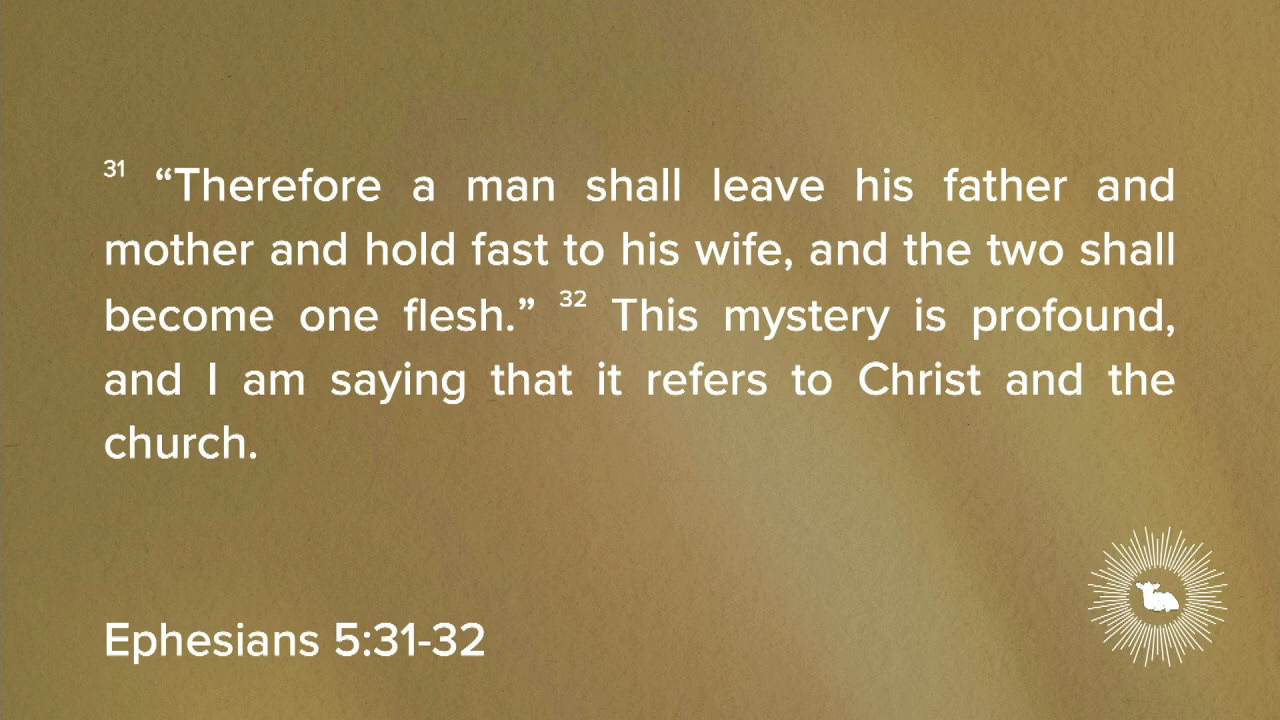 31 “Therefore a man shall leave his father and
mother and hold fast to his wife, and the two shall
become one flesh.” 32 This mystery is profound,
and I am saying that it refers to Christ and the
church.
Ephesians 5:31-32